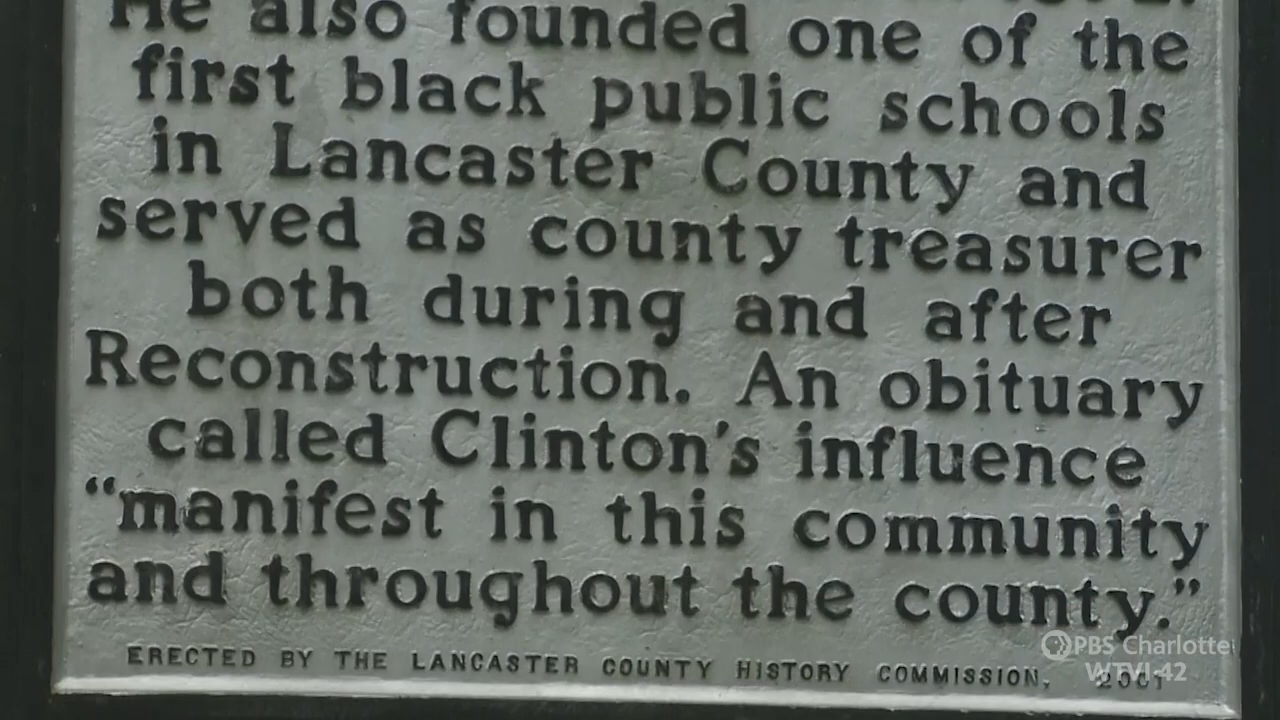 He also founded one of the
first black public schools
in Lancaster County and
served as county treasurer
both during and after
Reconstruction. An obituary
called Clinton's influence
“manifest in this community
and throughout the county.”
ERECTED BY THE LANCASTER COUNTY HISTORY COMMISSION, 2001
PBS Charlotte
WTVI 42